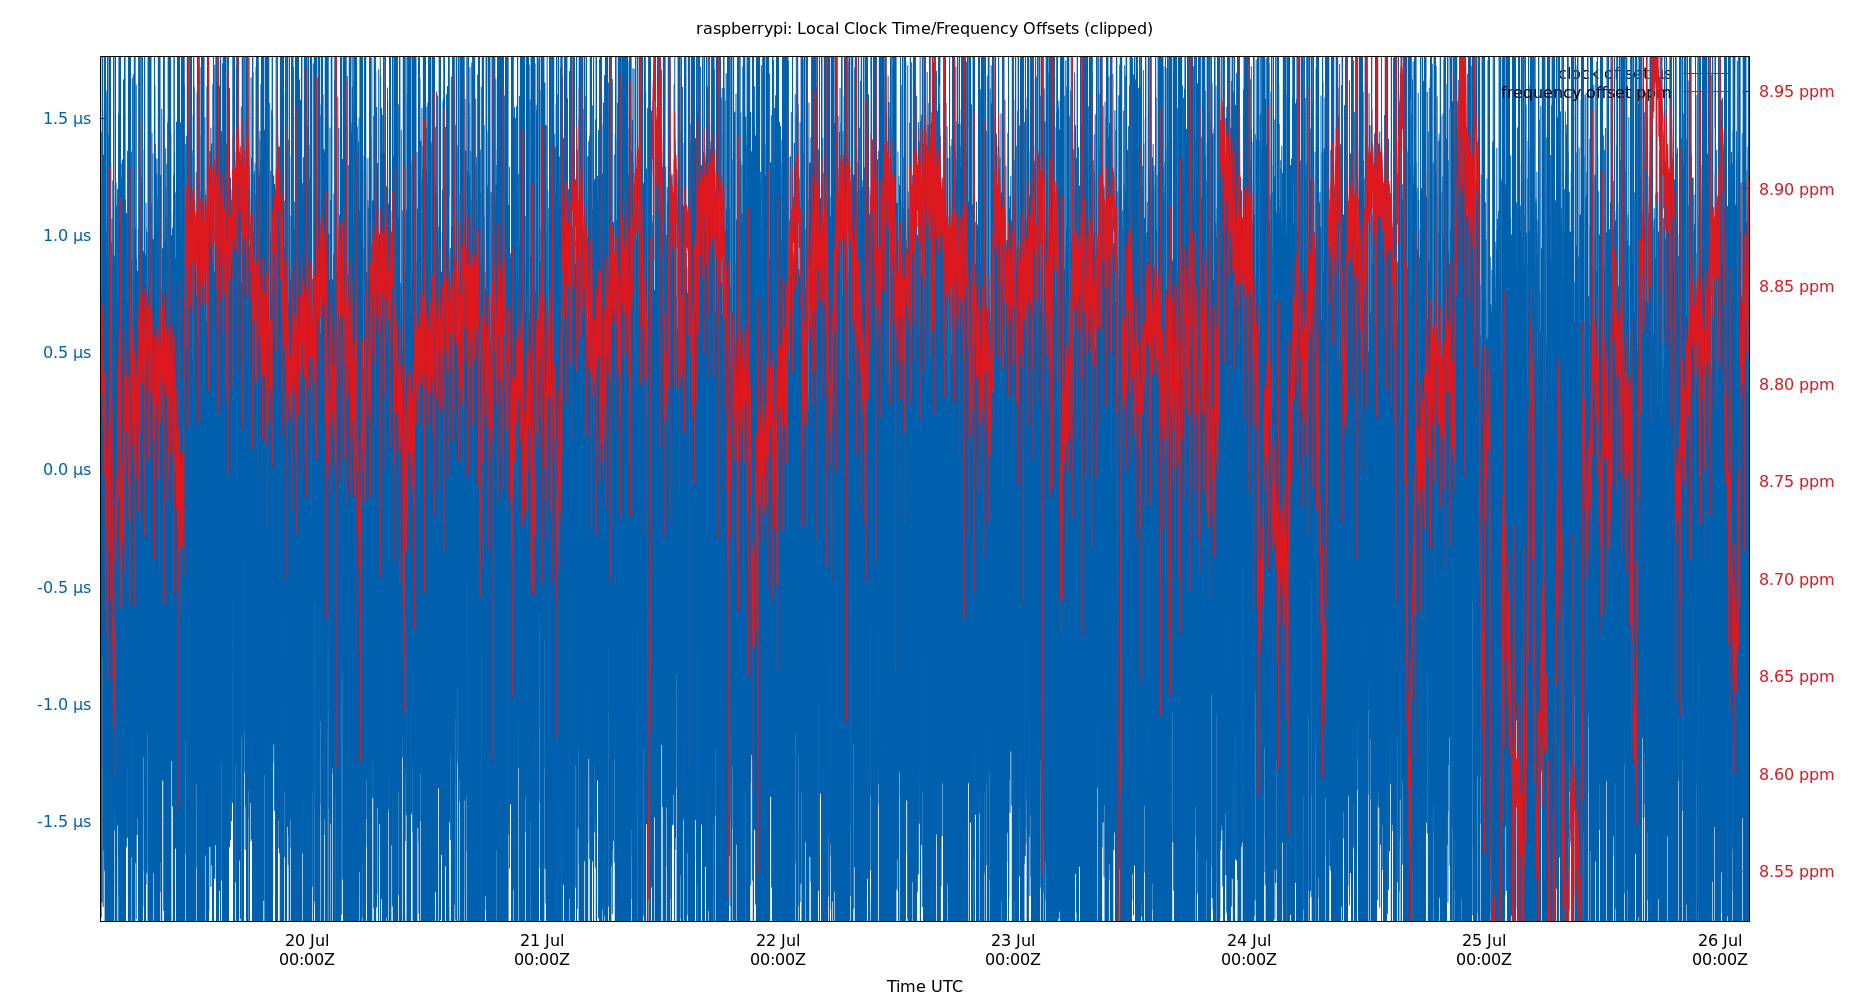 raspberrypi: Local Clock Time/Frequency Offsets (clipped)
clock offset µs
frequency offset ppm
1.5 µs
1.0 µs
0.5 µs
0.0 µs
-0.5 µs
-1.0 µs
-1.5 µs
8.95 ppm
8.90 ppm
8.85 ppm
8.80 ppm
8.75 ppm
8.70 ppm
8.65 ppm
8.60 ppm
8.55 ppm
20 Jul
00:00Z
21 Jul
00:00Z
22 Jul
00:00Z
23 Jul
00:00Z
24 Jul
00:00Z
25 Jul
00:00Z
26 Jul
00:00Z
Time UTC